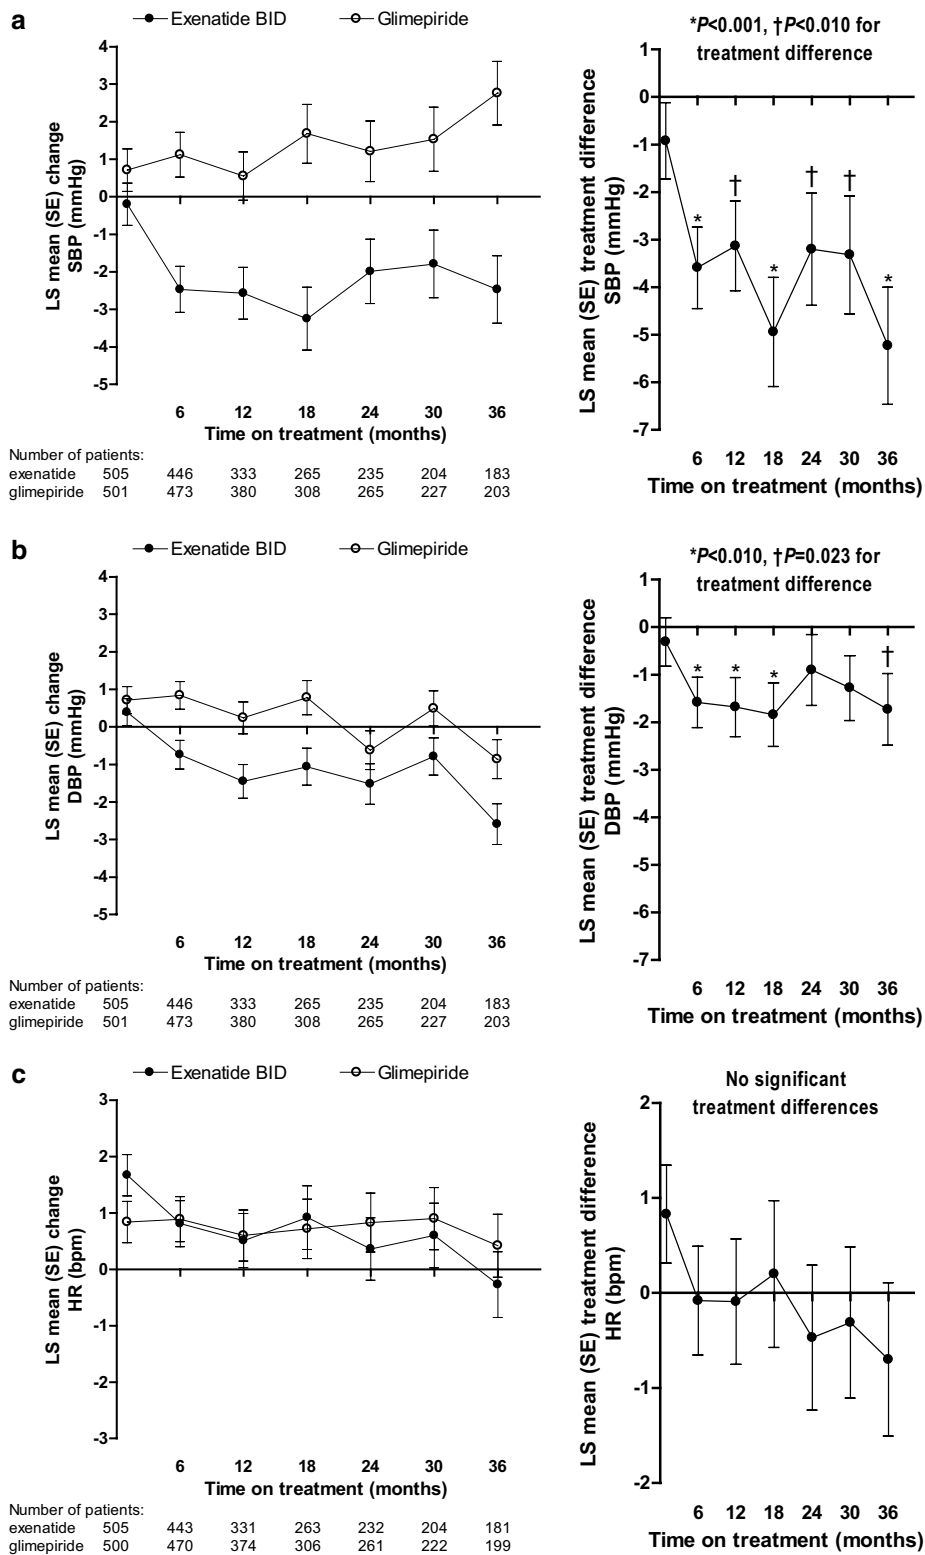 a
Exenatide BID Glimepiride
LS mean (SE) change
SBP (mmHg)
4
3
2
1
0
-1
-2
-3
-4
-5
6 12 18 24 30 36
Time on treatment (months)
Number of patients:
exenatide 505 446 333 265 235 204 183
glimepiride 501 473 380 308 265 227 203
*P<0.001, †P<0.010 for
treatment difference
LS mean (SE) treatment difference
SBP (mmHg)
1
0
-1
-2
-3
-4
-5
-6
-7
* † * † † *
6 12 18 24 30 36
Time on treatment (months)
b
Exenatide BID Glimepiride
LS mean (SE) change
DBP (mmHg)
4
3
2
1
0
-1
-2
-3
-4
-5
6 12 18 24 30 36
Time on treatment (months)
Number of patients:
exenatide 505 446 333 265 235 204 183
glimepiride 501 473 380 308 265 227 203
*P<0.010, †P=0.023 for
treatment difference
LS mean (SE) treatment difference
DBP (mmHg)
1
0
-1
-2
-3
-4
-5
-6
-7
* * * †
6 12 18 24 30 36
Time on treatment (months)
c
Exenatide BID Glimepiride
LS mean (SE) change
HR (bpm)
3
2
1
0
-1
-2
-3
6 12 18 24 30 36
Time on treatment (months)
Number of patients:
exenatide 505 443 331 263 232 204 181
glimepiride 500 470 374 306 261 222 199
No significant
treatment differences
LS mean (SE) treatment difference
HR (bpm)
2
1
0
-1
-2
6 12 18 24 30 36
Time on treatment (months)